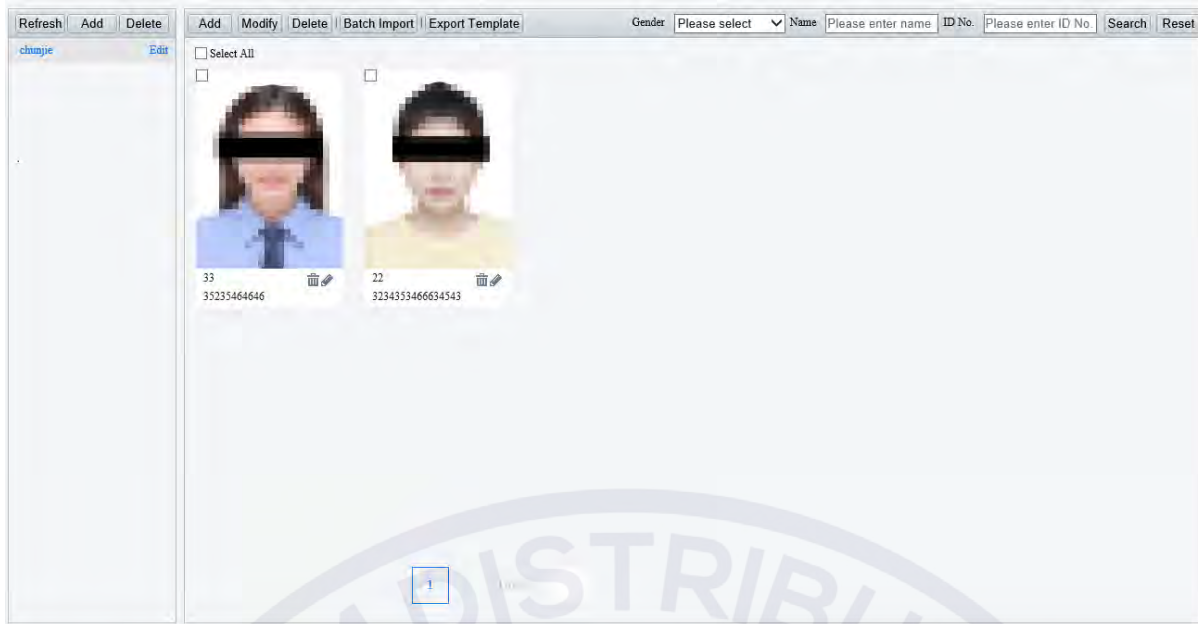 Refresh Add Delete
Add Modify Delete Batch Import Export Template Gender Please select Name Please enter name ID No. Please enter ID No. Search Reset
chunjie Edit
Select All
33
35235464646
22
3234353466634543
1
DISTRIBU